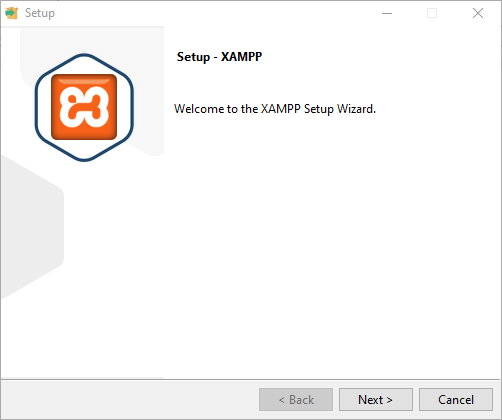 Setup
Setup - XAMPP
Welcome to the XAMPP Setup Wizard.
< Back
Next >
Cancel